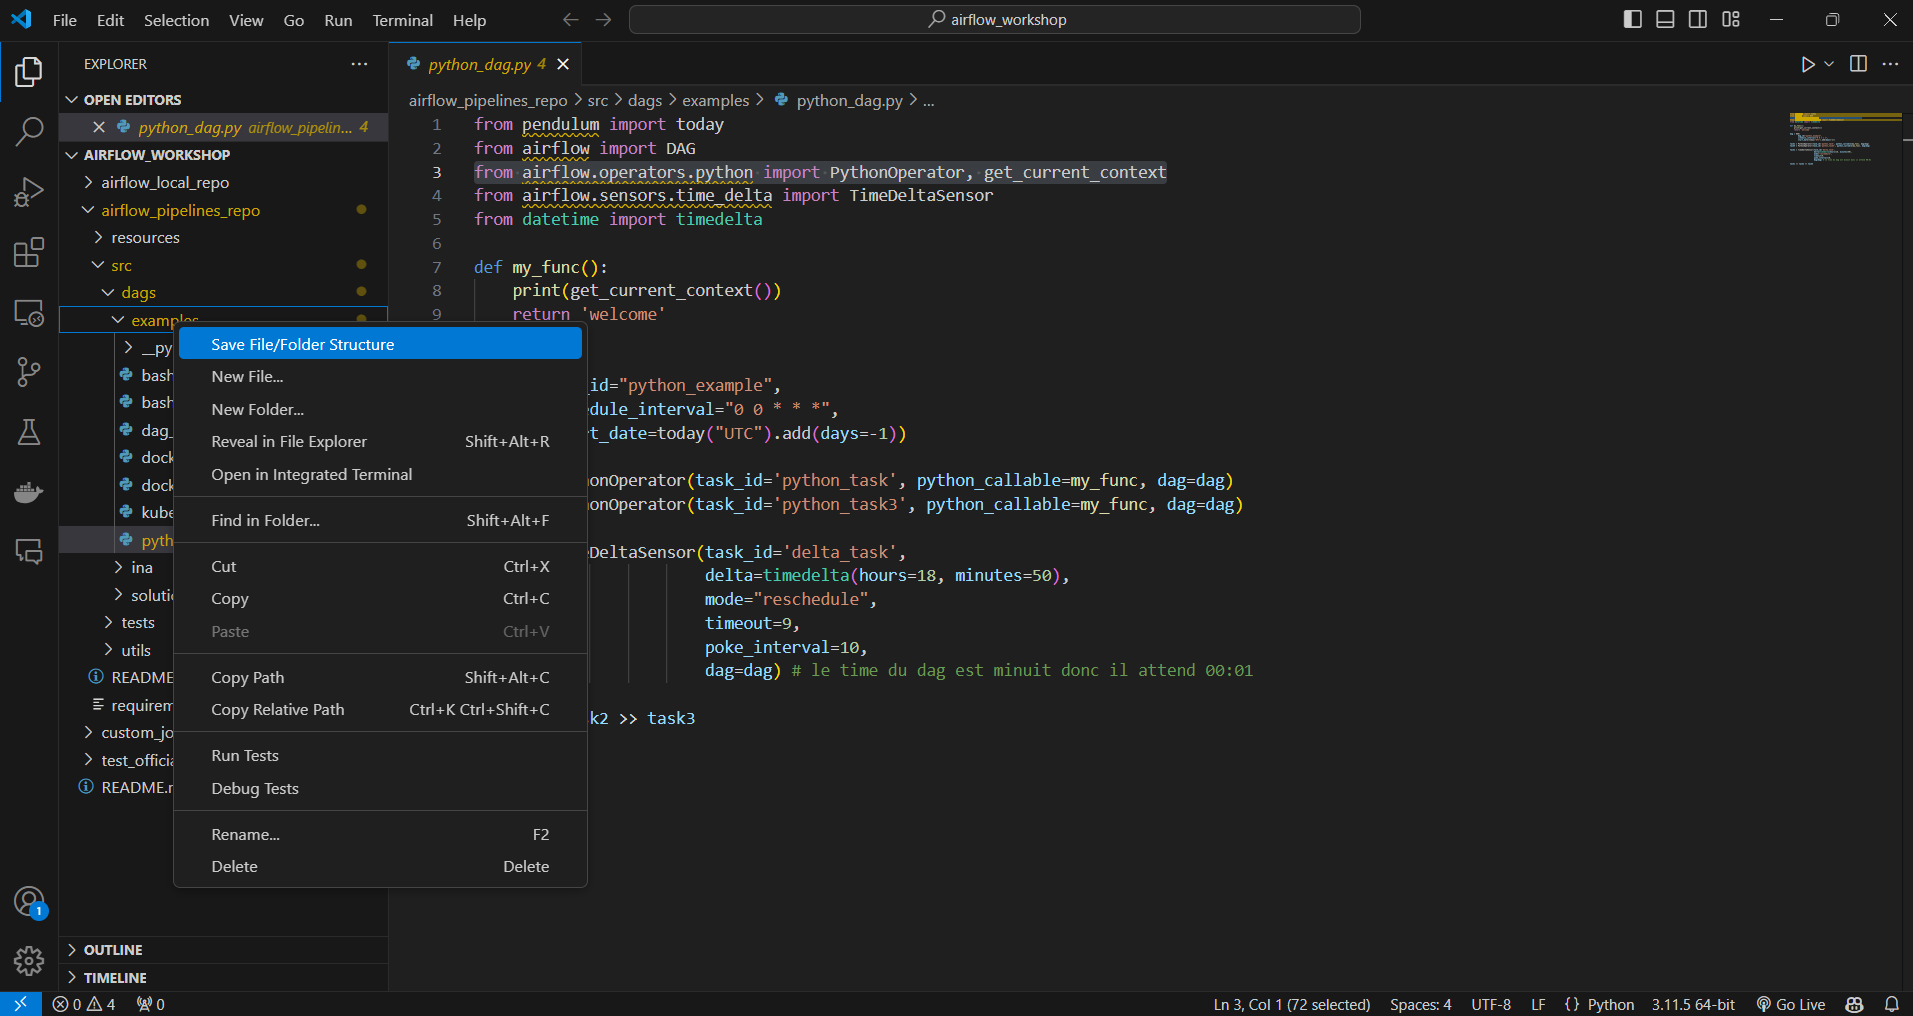 File Edit Selection View Go Run Terminal Help
airflow_workshop
EXPLORER
OPEN EDITORS
python_dag.py airflow_pipelin... 4
AIRFLOW_WORKSHOP
airflow_local_repo
airflow_pipelines_repo
resources
src
dags
examples
__py
bash
bash
dag_
dock
dock
kube
pyth
ina
soluti
tests
utils
README
requirem
custom_jo
test_officia
README.r
OUTLINE
TIMELINE
Save File/Folder Structure
New File...
New Folder...
Reveal in File Explorer Shift+Alt+R
Open in Integrated Terminal
Find in Folder... Shift+Alt+F
Cut Ctrl+X
Copy Ctrl+C
Paste Ctrl+V
Copy Path Shift+Alt+C
Copy Relative Path Ctrl+K Ctrl+Shift+C
Run Tests
Debug Tests
Rename... F2
Delete Delete
python_dag.py 4
airflow_pipelines_repo > src > dags > examples > python_dag.py > ...
1 from pendulum import today
2 from airflow import DAG
3 from airflow.operators.python import PythonOperator, get_current_context
4 from airflow.sensors.time_delta import TimeDeltaSensor
5 from datetime import timedelta
6
7 def my_func():
8 print(get_current_context())
9 return 'welcome'
_id="python_example",
dule_interval="0 0 * * *",
t_date=today("UTC").add(days=-1))
onOperator(task_id='python_task', python_callable=my_func, dag=dag)
onOperator(task_id='python_task3', python_callable=my_func, dag=dag)
DeltaSensor(task_id='delta_task',
delta=timedelta(hours=18, minutes=50),
mode="reschedule",
timeout=9,
poke_interval=10,
dag=dag) # le time du dag est minuit donc il attend 00:01
k2 >> task3
1
0 4 0
Ln 3, Col 1 (72 selected) Spaces: 4 UTF-8 LF {} Python 3.11.5 64-bit Go Live